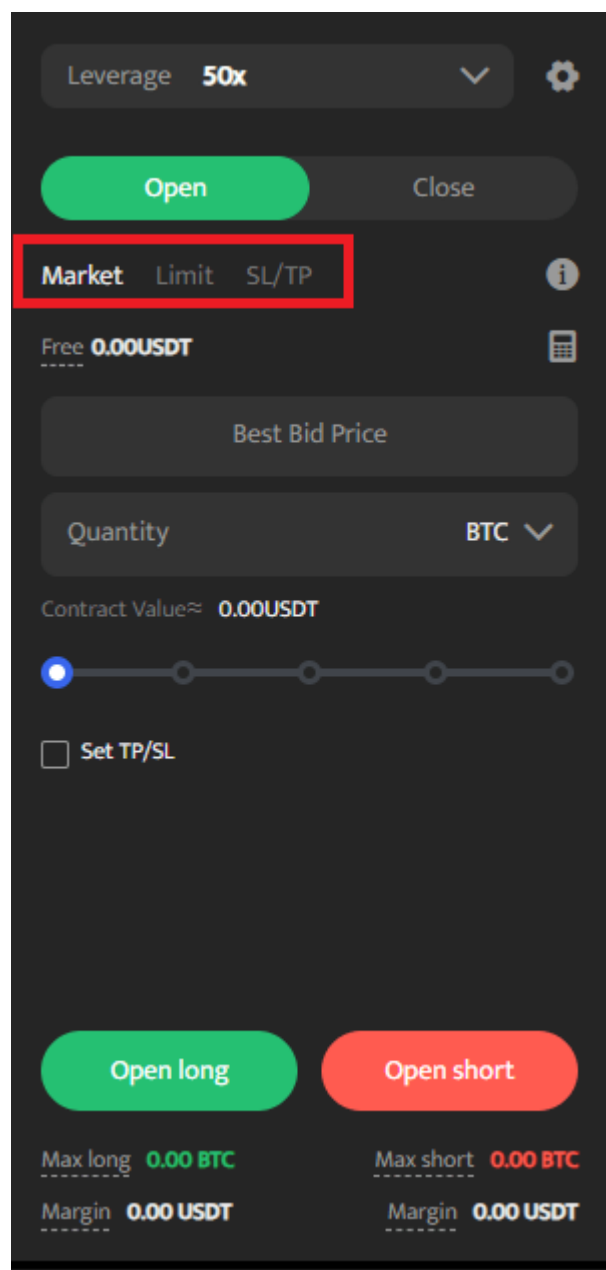 Leverage 50x
Open Close
Market Limit SL/TP
Free 0.00USDT
Best Bid Price
Quantity BTC
Contract Value≈ 0.00USDT
Set TP/SL
Open long Open short
Max long 0.00 BTC Max short 0.00 BTC
Margin 0.00 USDT Margin 0.00 USDT